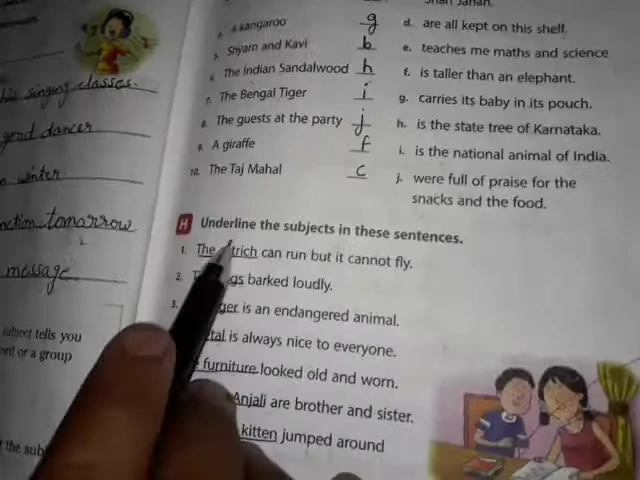 Shah Jahan.
A kangaroo g d. are all kept on this shelf.
Shyam and Kavi b e. teaches me maths and science
The Indian Sandalwood h f. is taller than an elephant.
7. The Bengal Tiger i g. carries its baby in its pouch.
8. The guests at the party j h. is the state tree of Karnataka.
9. A giraffe f i. is the national animal of India.
10. The Taj Mahal c j. were full of praise for the
snacks and the food.
singing classes.
good dancer
winter.
tomorrow
message
subject tells you
or a group
the
H Underline the subjects in these sentences.
1. The trich can run but it cannot fly.
2. gs barked loudly.
3. ger is an endangered animal.
tal is always nice to everyone.
furniture looked old and worn.
Anjali are brother and sister.
kitten jumped around